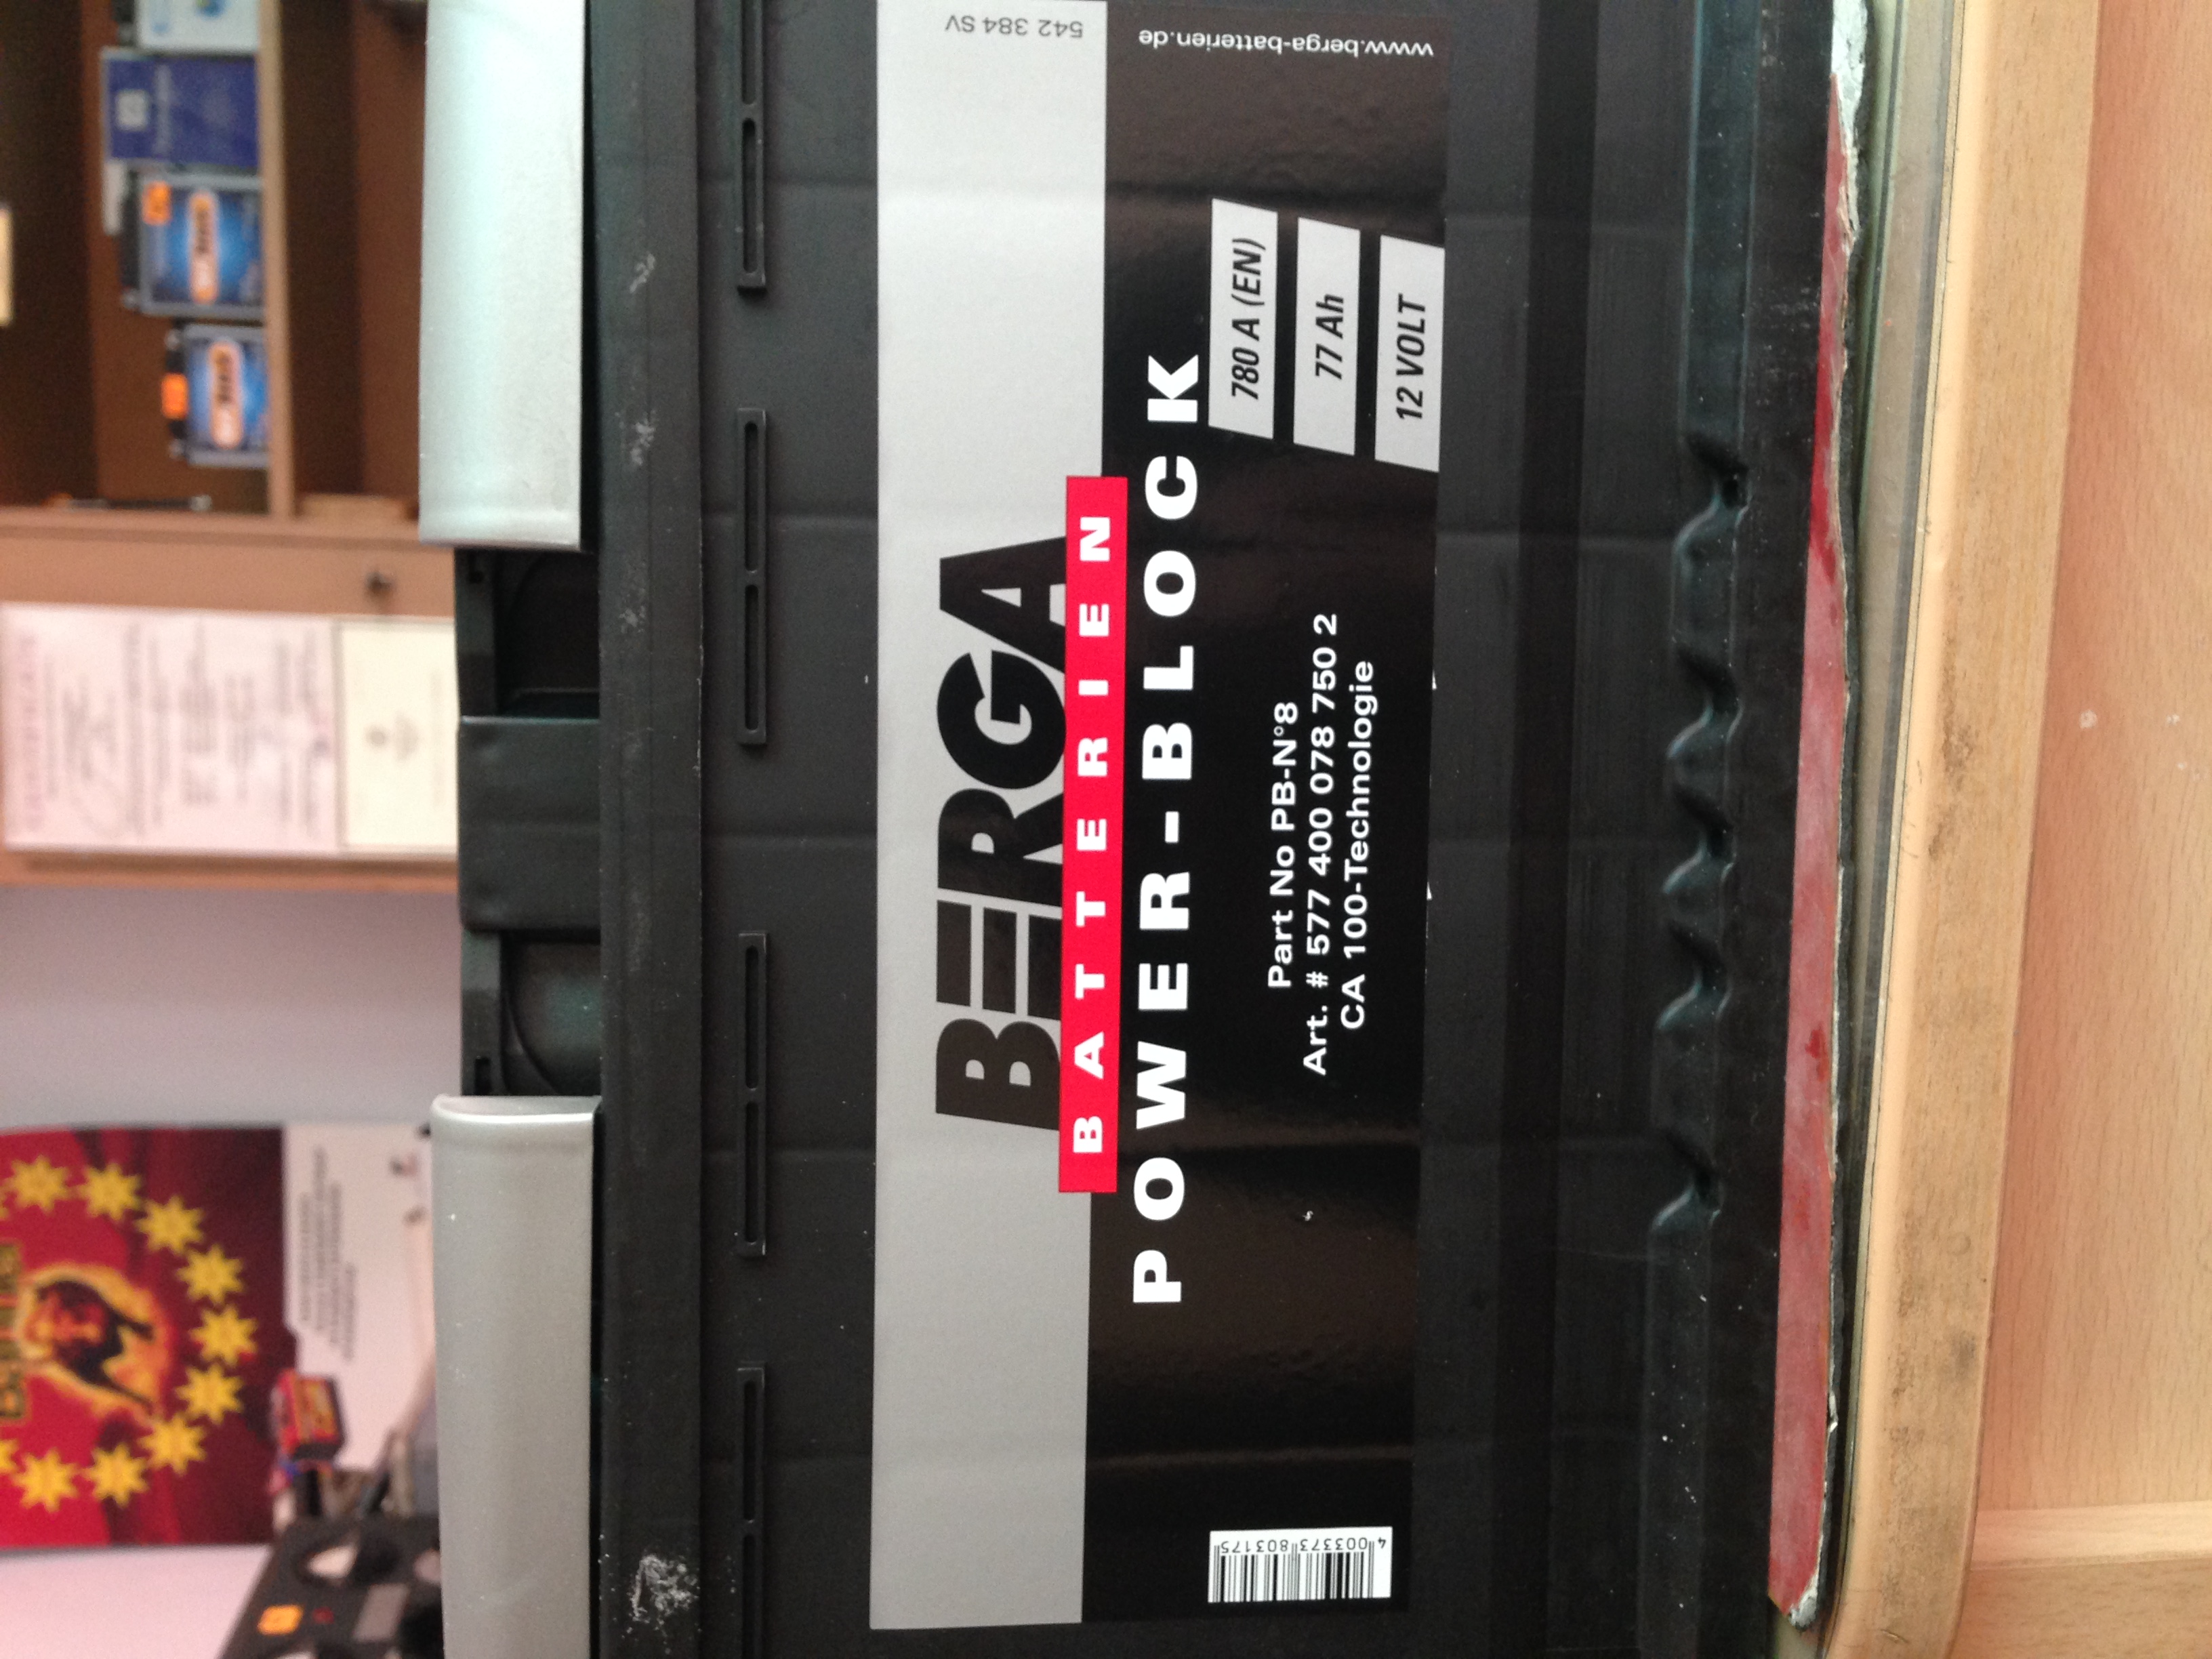 BERGA
BATTERIEN
POWER-BLOCK
780 A (EN)
77 Ah
12 VOLT
Part No PB-N°8
Art. # 577 400 078 750 2
CA 100-Technologie
4 003373 803175
542 384 SV
www.berga-batterien.de